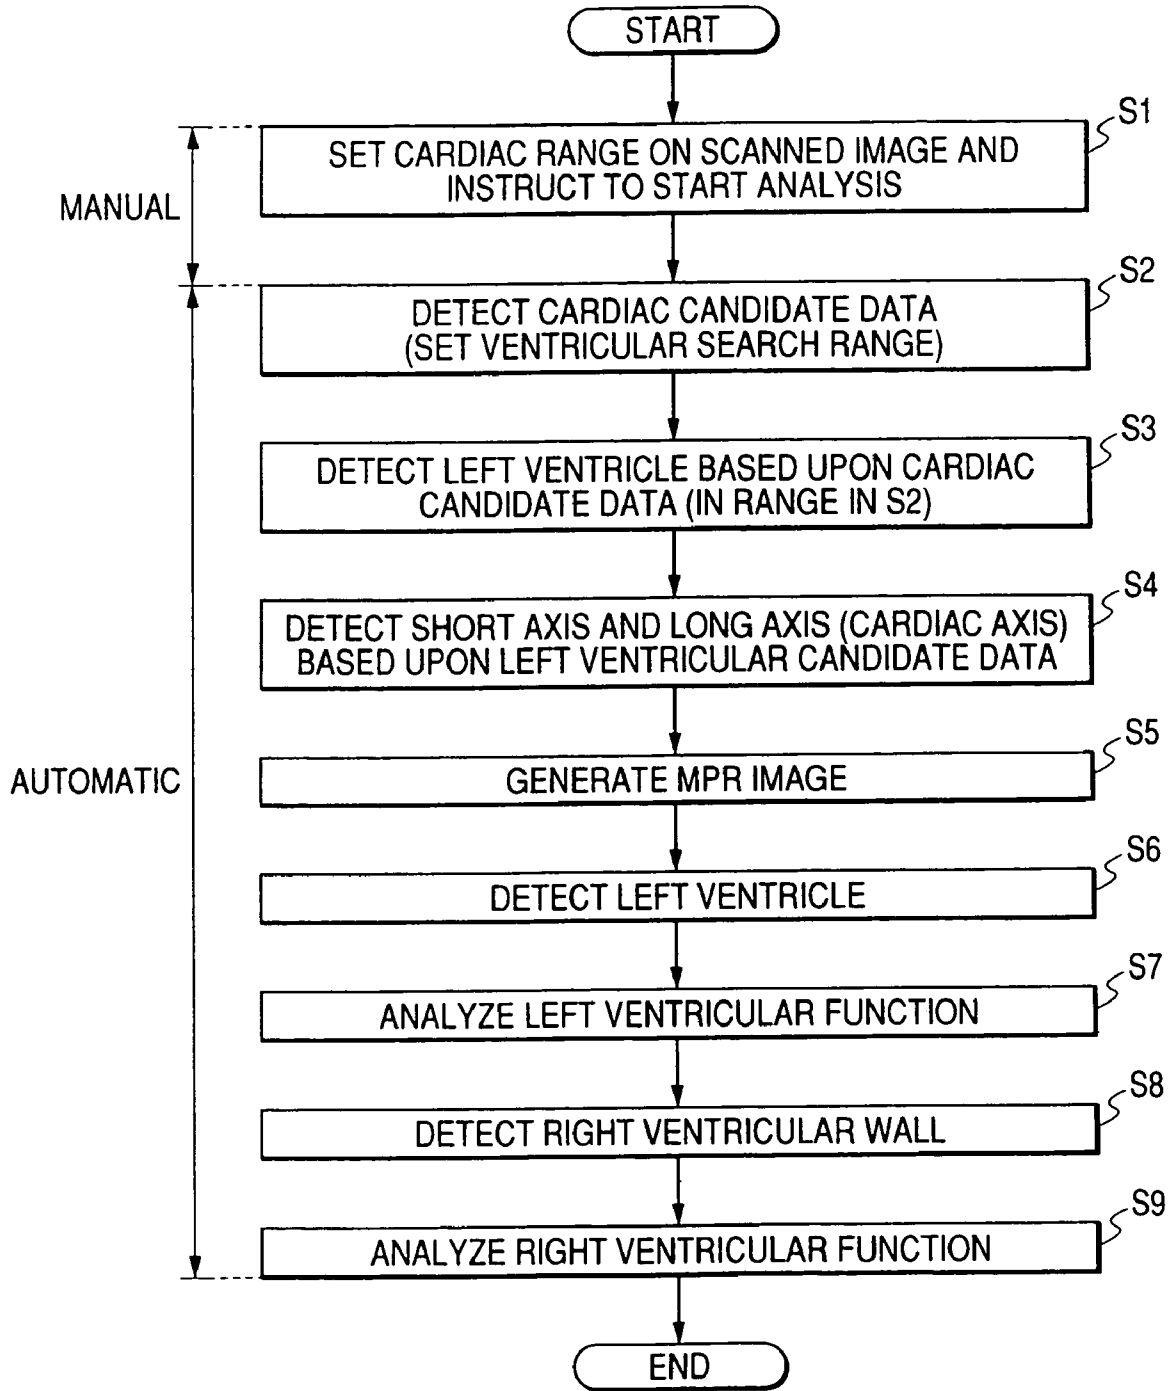 START
S1
SET CARDIAC RANGE ON SCANNED IMAGE AND
INSTRUCT TO START ANALYSIS
MANUAL
S2
DETECT CARDIAC CANDIDATE DATA
(SET VENTRICULAR SEARCH RANGE)
S3
DETECT LEFT VENTRICLE BASED UPON CARDIAC
CANDIDATE DATA (IN RANGE IN S2)
S4
DETECT SHORT AXIS AND LONG AXIS (CARDIAC AXIS)
BASED UPON LEFT VENTRICULAR CANDIDATE DATA
S5
GENERATE MPR IMAGE
AUTOMATIC
S6
DETECT LEFT VENTRICLE
S7
ANALYZE LEFT VENTRICULAR FUNCTION
S8
DETECT RIGHT VENTRICULAR WALL
S9
ANALYZE RIGHT VENTRICULAR FUNCTION
END